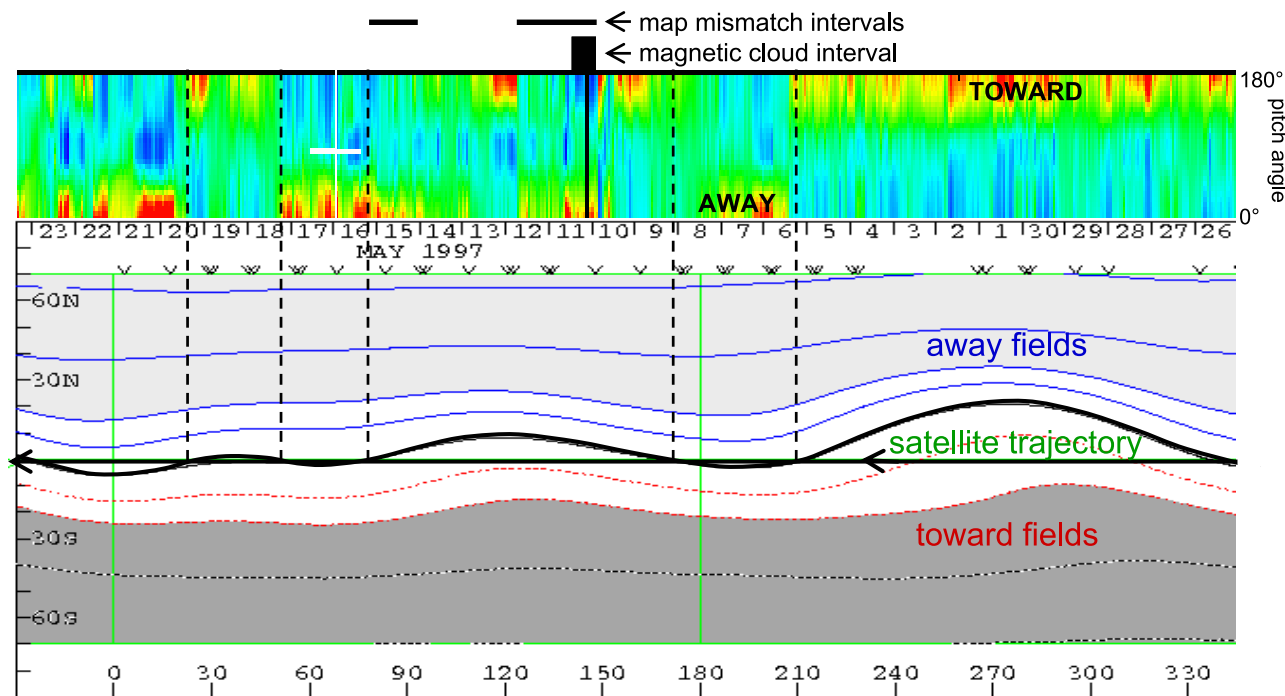 map mismatch intervals
magnetic cloud interval
TOWARD
180°
pitch angle
AWAY
0°
23 22 21 20 19 18 17 16 15 14 13 12 11 10 9 8 7 6 5 4 3 2 1 30 29 28 27 26
MAY 1997
60N
away fields
30N
satellite trajectory
30S
toward fields
60S
0 30 60 90 120 150 180 210 240 270 300 330